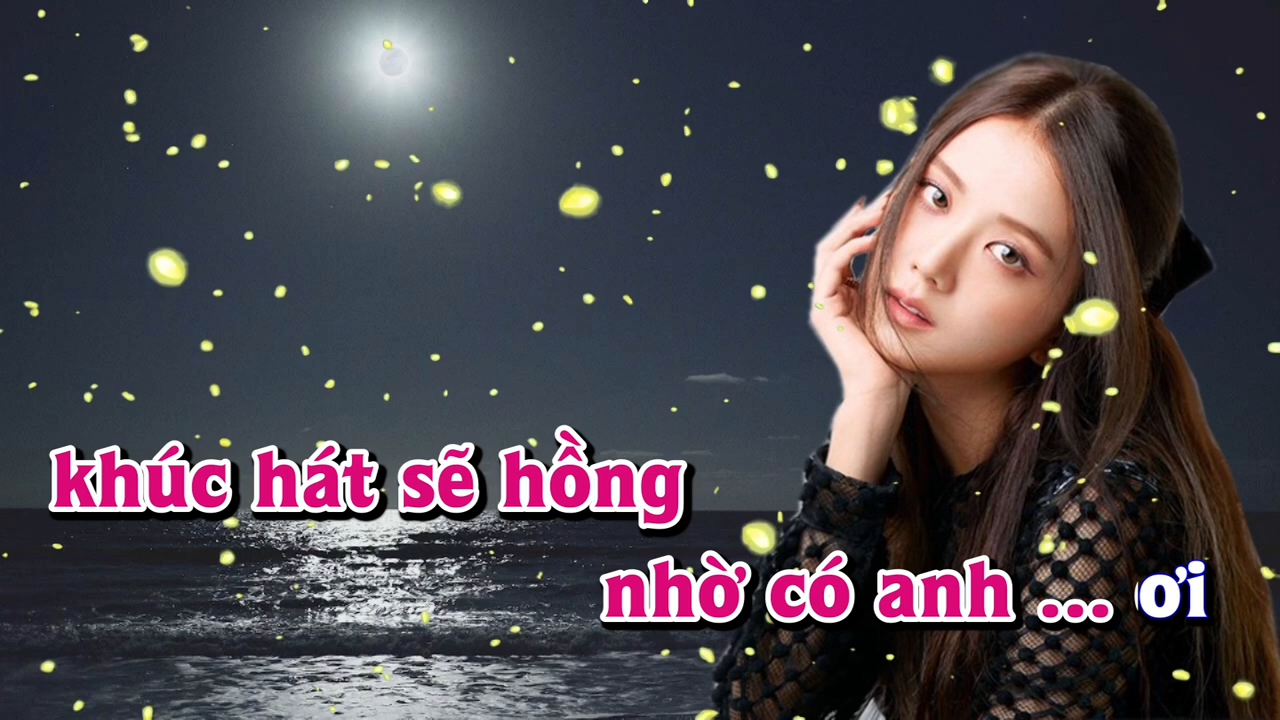 khúc hát sẽ hồng
nhờ có anh ... ơi